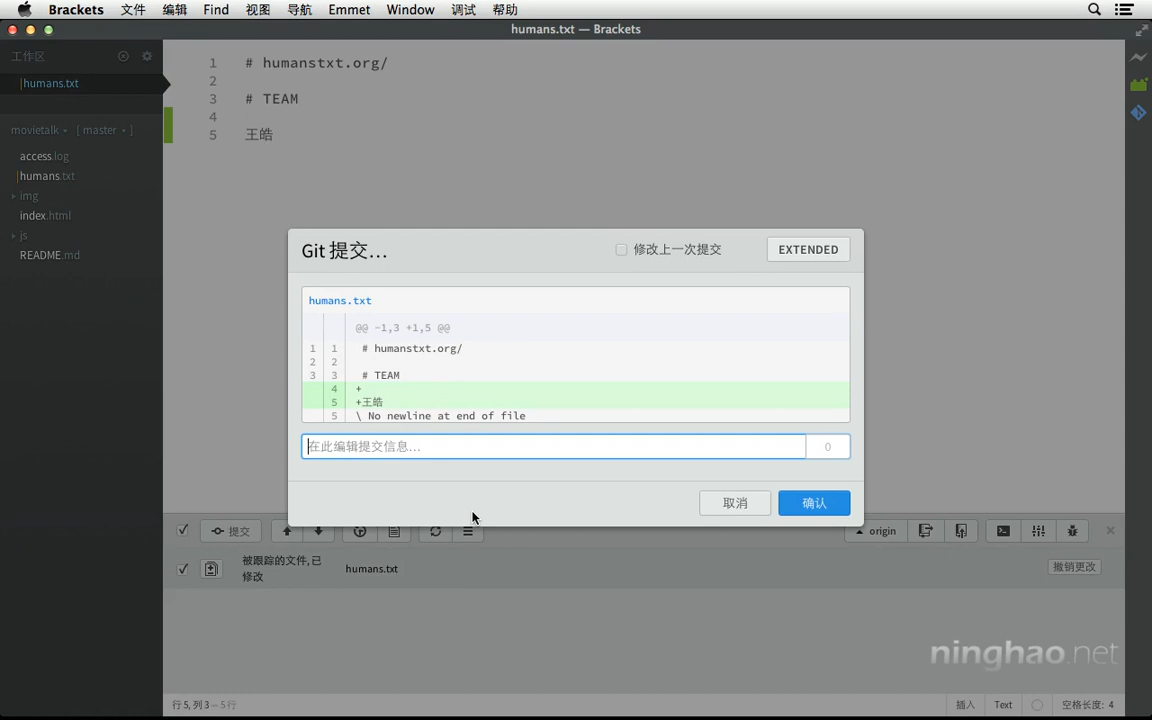 Brackets 文件 编辑 Find 视图 导航 Emmet Window 调试 帮助
humans.txt — Brackets
工作区
humans.txt
movietalk [ master ]
access.log
humans.txt
img
index.html
js
README.md
1 # humanstxt.org/
2
3 # TEAM
4
5 王皓
Git 提交... 修改上一次提交 EXTENDED
humans.txt
@@ -1,3 +1,5 @@
1 1 # humanstxt.org/
2 2
3 3 # TEAM
4 +
5 +王皓
5 \ No newline at end of file
在此编辑提交信息... 0
取消 确认
提交 origin
被跟踪的文件,已修改 humans.txt 撤销更改
ninghao.net
行 5, 列 3 — 5 行 插入 Text 空格长度: 4